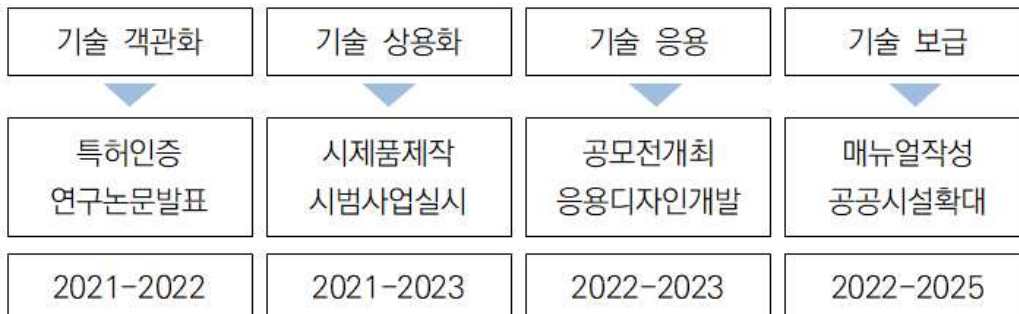 기술 객관화
기술 상용화
기술 응용
기술 보급
특허인증
연구논문발표
시제품제작
시범사업실시
공모전개최
응용디자인개발
매뉴얼작성
공공시설확대
2021-2022
2021-2023
2022-2023
2022-2025